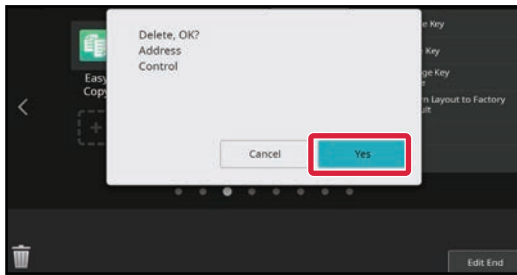 Delete, OK?
Address
Control
Cancel
Yes
Easy
Copy
e Key
Key
ge Key
e
n Layout to Factory
ult
Edit End